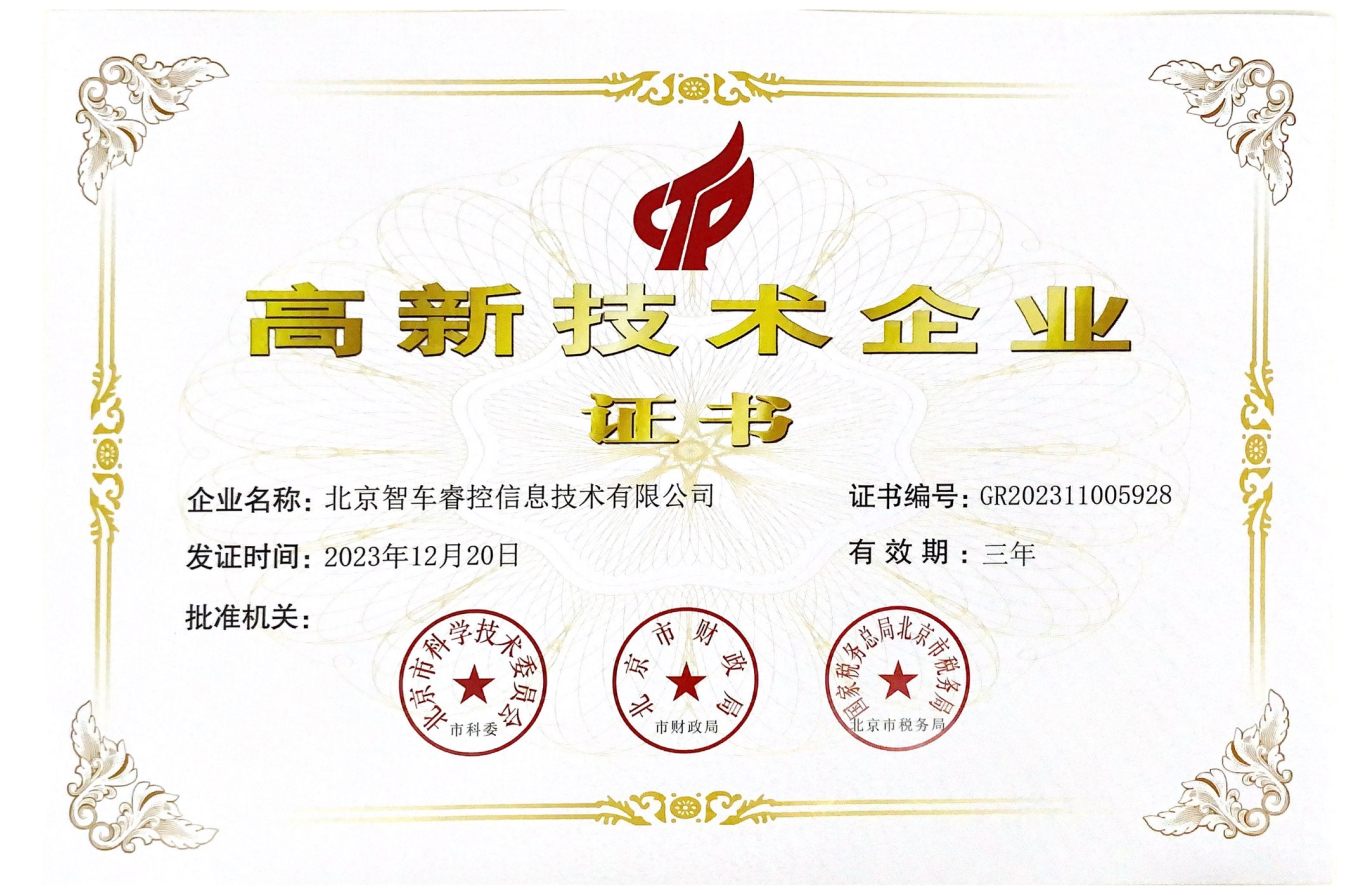 高新技术企业
证书
企业名称：北京智车睿控信息技术有限公司
证书编号：GR202311005928
发证时间：2023年12月20日
有效期：三年
批准机关：
北京市科学技术委员会
市科委
北京市财政局
市财政局
国家税务总局北京市税务局
北京市税务局